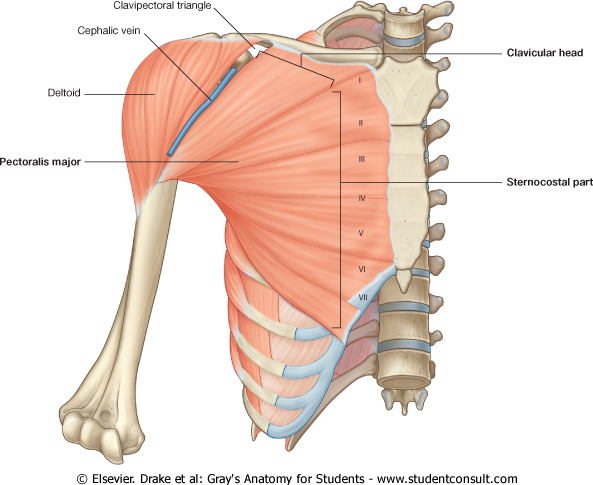 Clavipectoral triangle
Cephalic vein
Clavicular head
Deltoid
I
II
III
Pectoralis major
Sternocostal part
IV
V
VI
VII
© Elsevier. Drake et al: Gray's Anatomy for Students - www.studentconsult.com